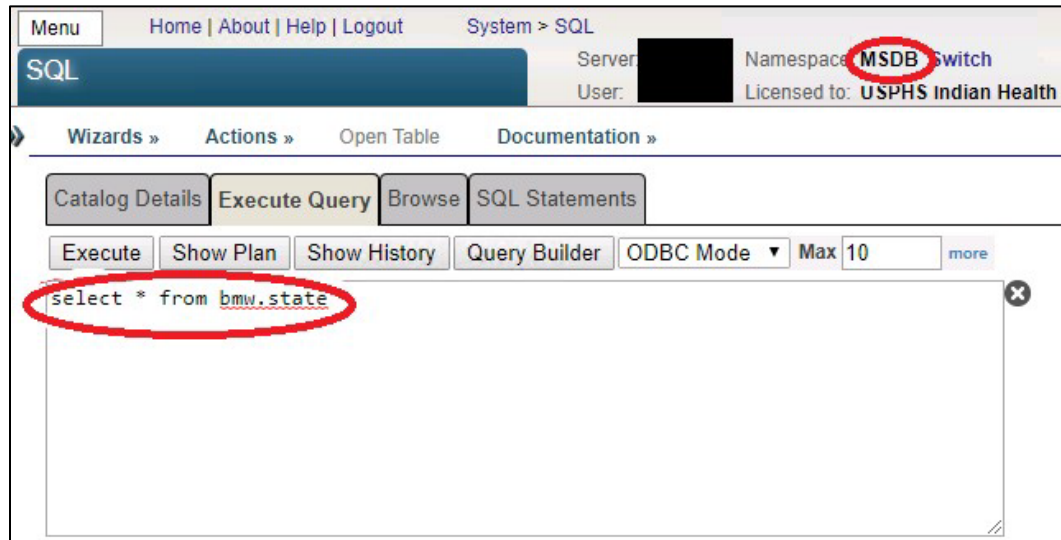 Menu Home | About | Help | Logout System > SQL
SQL
Server: Namespace MSDB Switch
User: Licensed to: USPHS Indian Health
» Wizards » Actions » Open Table Documentation »
Catalog Details Execute Query Browse SQL Statements
Execute Show Plan Show History Query Builder ODBC Mode ▼ Max 10 more
select * from bmw.state